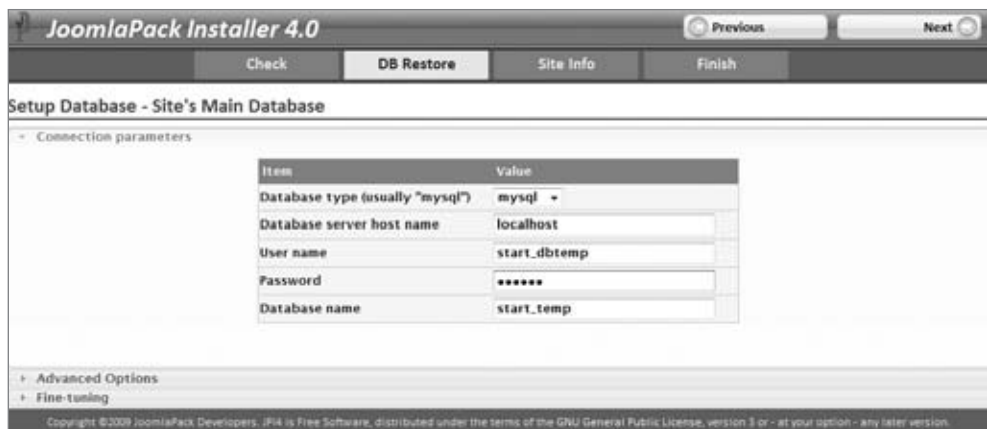 JoomlaPack Installer 4.0
Previous
Next
Check
DB Restore
Site Info
Finish
Setup Database - Site's Main Database
Connection parameters
Item Value
Database type (usually "mysql") mysql
Database server host name localhost
User name start_dbtemp
Password ••••••
Database name start_temp
Advanced Options
Fine-tuning
Copyright ©2009 JoomlaPack Developers. JPI4 is Free Software, distributed under the terms of the GNU General Public License, version 3 or - at your option - any later version.